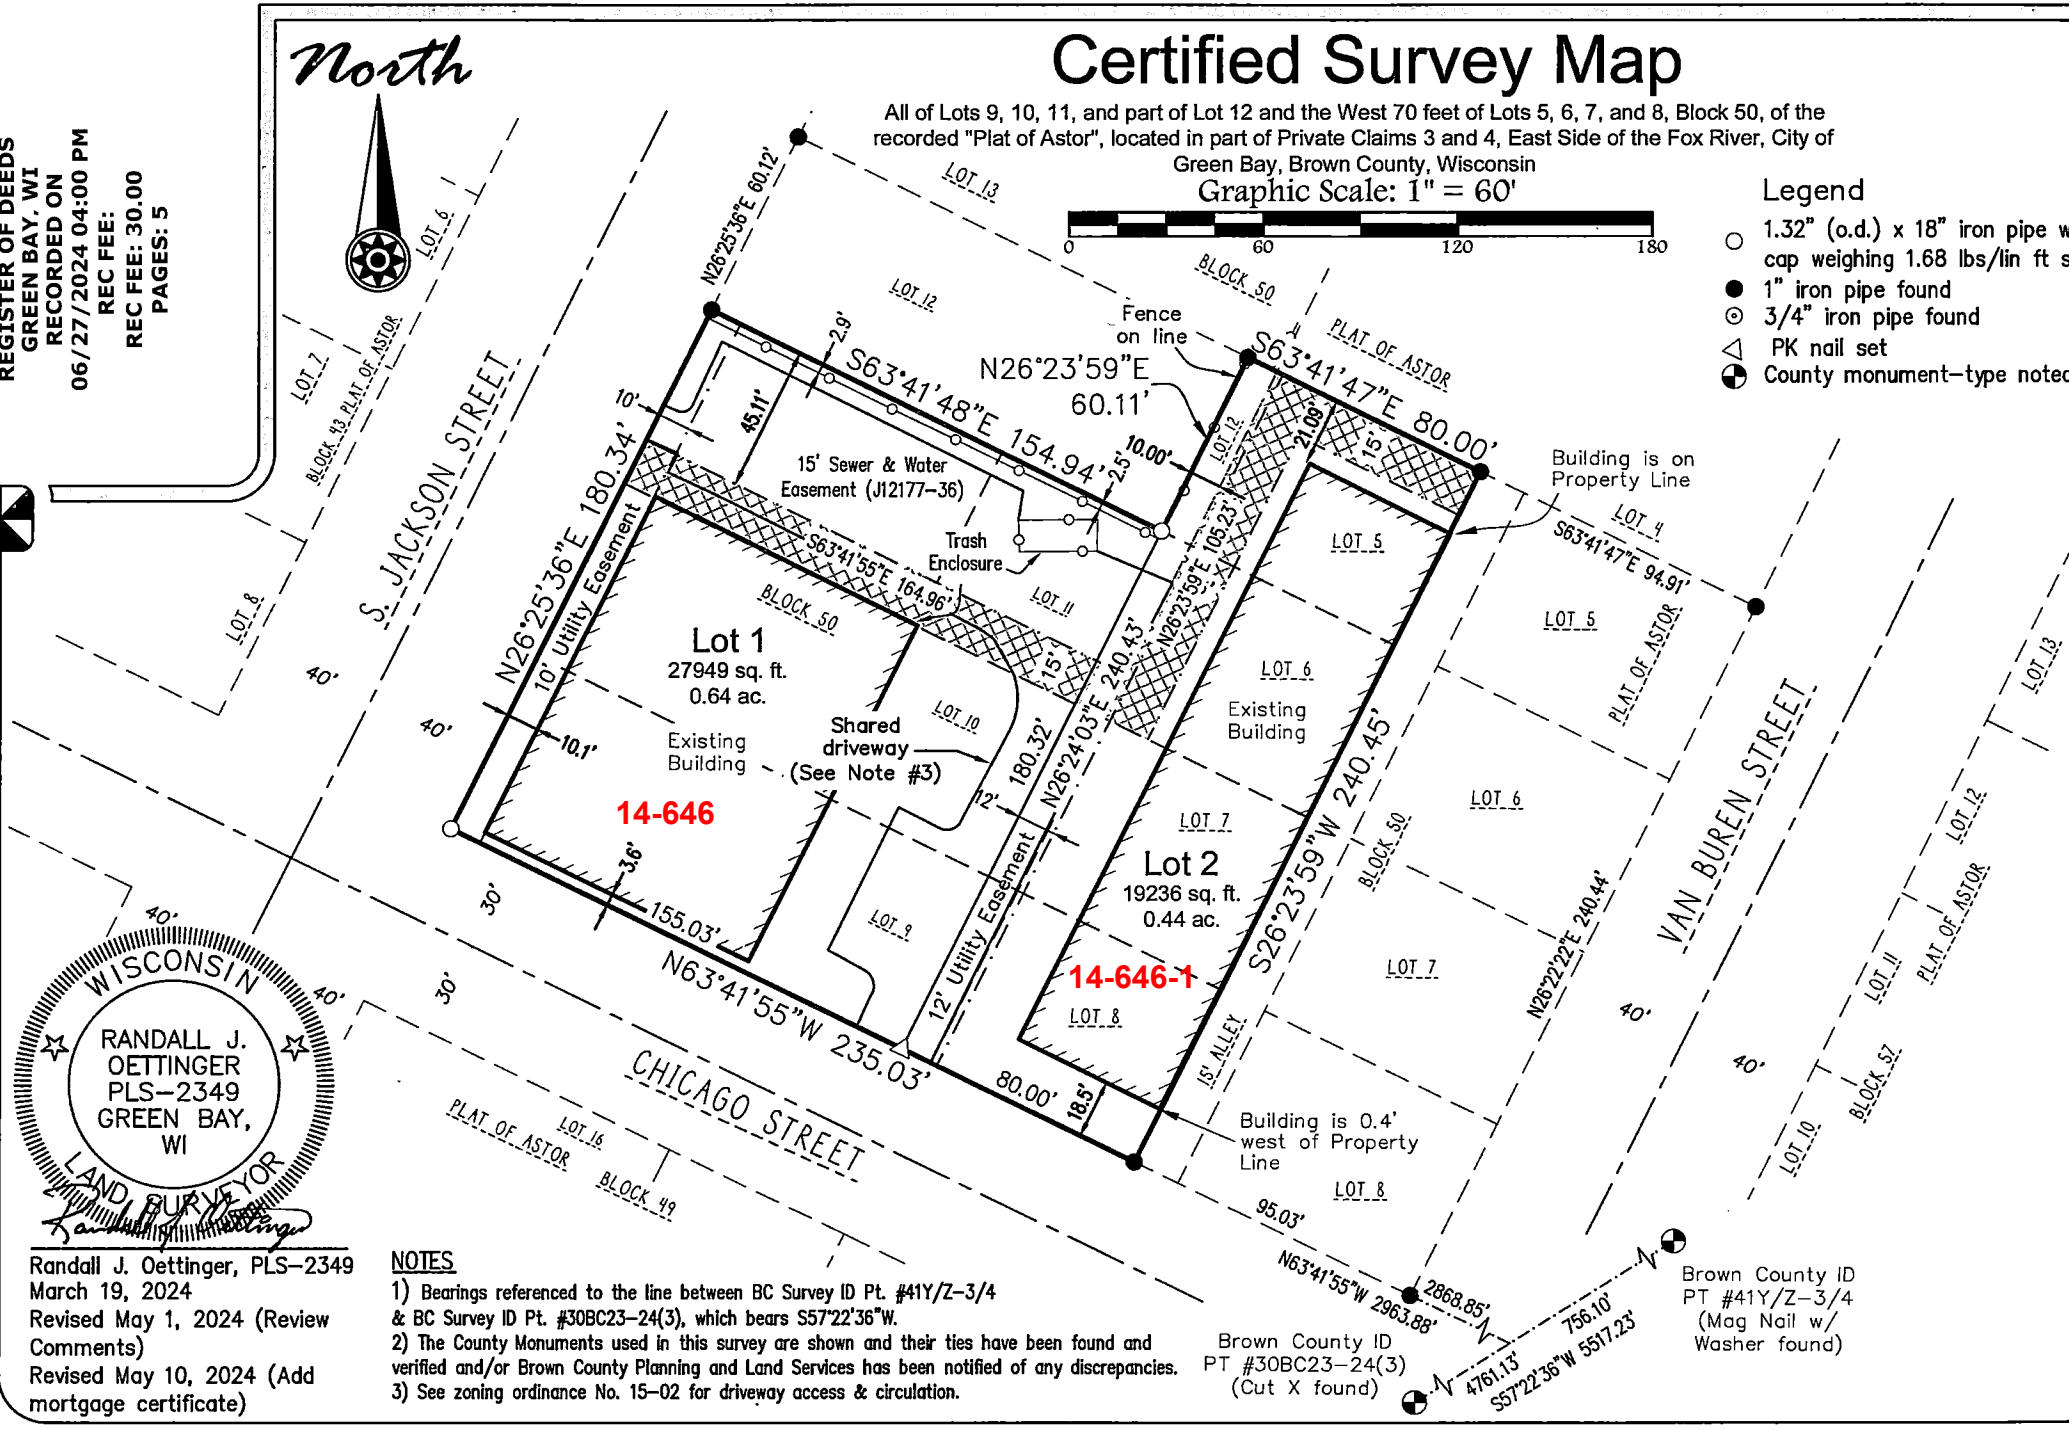 REGISTER OF DEEDS
GREEN BAY, WI
RECORDED ON
06/27/2024 04:00 PM
REC FEE:
REC FEE: 30.00
PAGES: 5
North
Certified Survey Map
All of Lots 9, 10, 11, and part of Lot 12 and the West 70 feet of Lots 5, 6, 7, and 8, Block 50, of the
recorded "Plat of Astor", located in part of Private Claims 3 and 4, East Side of the Fox River, City of
Green Bay, Brown County, Wisconsin
Graphic Scale: 1" = 60'
0 60 120 180
Legend
1.32" (o.d.) x 18" iron pipe
cap weighing 1.68 lbs/lin ft
1" iron pipe found
3/4" iron pipe found
PK nail set
County monument-type noted
LOT 6
LOT 7
BLOCK 43 PLAT OF ASTOR
LOT 8
S. JACKSON STREET
40'
40'
N26°25'36"E 60.12'
LOT 13
LOT 12
BLOCK 50
PLAT OF ASTOR
Fence
on line
N26°23'59"E
60.11'
S63°41'47"E 80.00'
2.9'
S63°41'48"E 154.94'
45.11'
10'
10.00'
2.5'
LOT 12
21.09'
15'
Building is on
Property Line
15' Sewer & Water
Easement (J12177-36)
Trash
Enclosure
N26°25'36"E 180.34'
10' Utility Easement
S63°41'55"E 164.96'
BLOCK 50
LOT 11
N26°23'59"E 105.23'
LOT 5
LOT 4
S63°41'47"E 94.91'
LOT 5
PLAT OF ASTOR
Lot 1
27949 sq. ft.
0.64 ac.
15'
LOT 10
Shared
driveway
(See Note #3)
Existing
Building
10.1'
14-646
180.32'
N26°24'03"E 240.43'
12'
12' Utility Easement
LOT 6
Existing
Building
LOT 7
Lot 2
19236 sq. ft.
0.44 ac.
14-646-1
LOT 8
S26°23'59"W 240.45'
BLOCK 50
LOT 6
LOT 7
N26°22'22"E 240.44'
VAN BUREN STREET
40'
40'
LOT 13
LOT 12
PLAT OF ASTOR
LOT 11
BLOCK 57
LOT 10
3.6'
155.03'
LOT 9
30'
30'
40'
40'
N63°41'55"W 235.03'
80.00'
18.5'
15' ALLEY
Building is 0.4'
west of Property
Line
LOT 8
95.03'
N63°41'55"W 2963.88'
2868.85'
CHICAGO STREET
PLAT OF ASTOR
LOT 16
BLOCK 49
756.10'
4761.13'
S57°22'36"W 5517.23'
Brown County ID
PT #41Y/Z-3/4
(Mag Nail w/
Washer found)
Brown County ID
PT #30BC23-24(3)
(Cut X found)
WISCONSIN
RANDALL J.
OETTINGER
PLS-2349
GREEN BAY,
WI
LAND SURVEYOR
Randall J. Oettinger, PLS-2349
March 19, 2024
Revised May 1, 2024 (Review
Comments)
Revised May 10, 2024 (Add
mortgage certificate)
NOTES
1) Bearings referenced to the line between BC Survey ID Pt. #41Y/Z-3/4
& BC Survey ID Pt. #30BC23-24(3), which bears S57°22'36"W.
2) The County Monuments used in this survey are shown and their ties have been found and
verified and/or Brown County Planning and Land Services has been notified of any discrepancies.
3) See zoning ordinance No. 15-02 for driveway access & circulation.